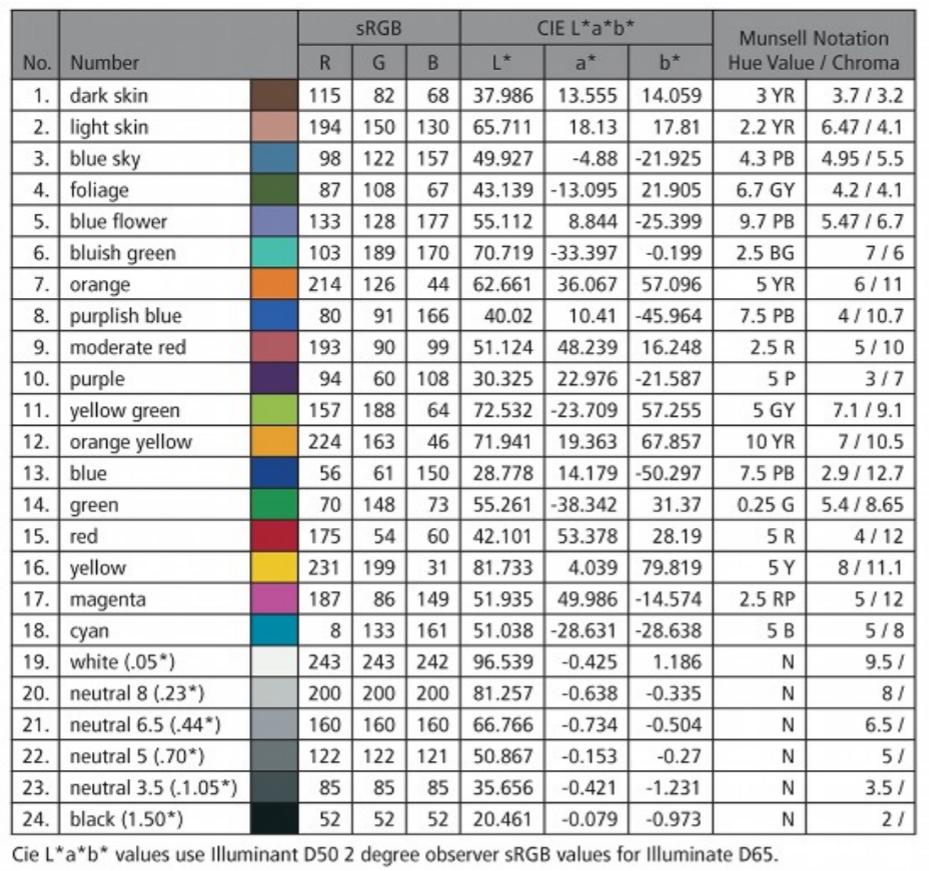 sRGB CIE L*a*b* Munsell Notation
No. Number R G B L* a* b* Hue Value / Chroma
1. dark skin 115 82 68 37.986 13.555 14.059 3 YR 3.7 / 3.2
2. light skin 194 150 130 65.711 18.13 17.81 2.2 YR 6.47 / 4.1
3. blue sky 98 122 157 49.927 -4.88 -21.925 4.3 PB 4.95 / 5.5
4. foliage 87 108 67 43.139 -13.095 21.905 6.7 GY 4.2 / 4.1
5. blue flower 133 128 177 55.112 8.844 -25.399 9.7 PB 5.47 / 6.7
6. bluish green 103 189 170 70.719 -33.397 -0.199 2.5 BG 7 / 6
7. orange 214 126 44 62.661 36.067 57.096 5 YR 6 / 11
8. purplish blue 80 91 166 40.02 10.41 -45.964 7.5 PB 4 / 10.7
9. moderate red 193 90 99 51.124 48.239 16.248 2.5 R 5 / 10
10. purple 94 60 108 30.325 22.976 -21.587 5 P 3 / 7
11. yellow green 157 188 64 72.532 -23.709 57.255 5 GY 7.1 / 9.1
12. orange yellow 224 163 46 71.941 19.363 67.857 10 YR 7 / 10.5
13. blue 56 61 150 28.778 14.179 -50.297 7.5 PB 2.9 / 12.7
14. green 70 148 73 55.261 -38.342 31.37 0.25 G 5.4 / 8.65
15. red 175 54 60 42.101 53.378 28.19 5 R 4 / 12
16. yellow 231 199 31 81.733 4.039 79.819 5 Y 8 / 11.1
17. magenta 187 86 149 51.935 49.986 -14.574 2.5 RP 5 / 12
18. cyan 8 133 161 51.038 -28.631 -28.638 5 B 5 / 8
19. white (.05*) 243 243 242 96.539 -0.425 1.186 N 9.5 /
20. neutral 8 (.23*) 200 200 200 81.257 -0.638 -0.335 N 8 /
21. neutral 6.5 (.44*) 160 160 160 66.766 -0.734 -0.504 N 6.5 /
22. neutral 5 (.70*) 122 122 121 50.867 -0.153 -0.27 N 5 /
23. neutral 3.5 (.1.05*) 85 85 85 35.656 -0.421 -1.231 N 3.5 /
24. black (1.50*) 52 52 52 20.461 -0.079 -0.973 N 2 /
Cie L*a*b* values use Illuminant D50 2 degree observer sRGB values for Illuminate D65.